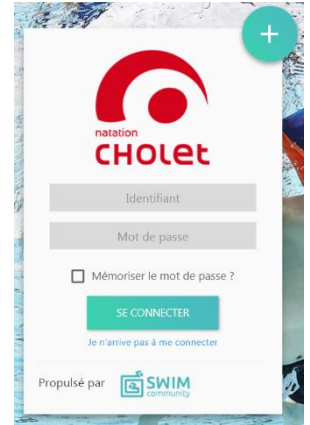 +
natation
CHOLET
Identifiant
Mot de passe
Mémoriser le mot de passe ?
SE CONNECTER
Je n'arrive pas à me connecter
Propulsé par
SWIM
community